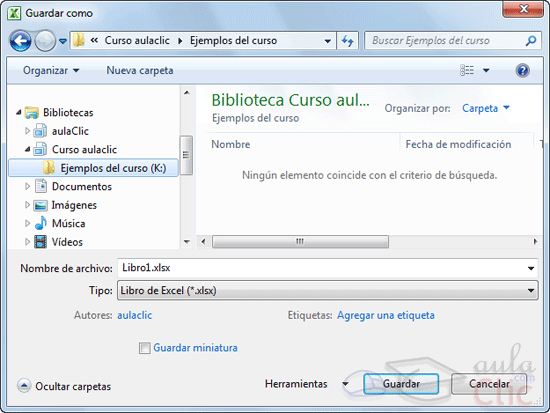 Guardar como
« Curso aulaclic ▸ Ejemplos del curso
Buscar Ejemplos del curso
Organizar Nueva carpeta
Bibliotecas
aulaClic
Curso aulaclic
Ejemplos del curso (K:)
Documentos
Imágenes
Música
Vídeos
Biblioteca Curso aul...
Ejemplos del curso
Organizar por: Carpeta
Nombre Fecha de modificación T
Ningún elemento coincide con el criterio de búsqueda.
Nombre de archivo: Libro1.xlsx
Tipo: Libro de Excel (*.xlsx)
Autores: aulaclic Etiquetas: Agregar una etiqueta
Guardar miniatura
Ocultar carpetas Herramientas Guardar Cancelar
aula
clic
.com